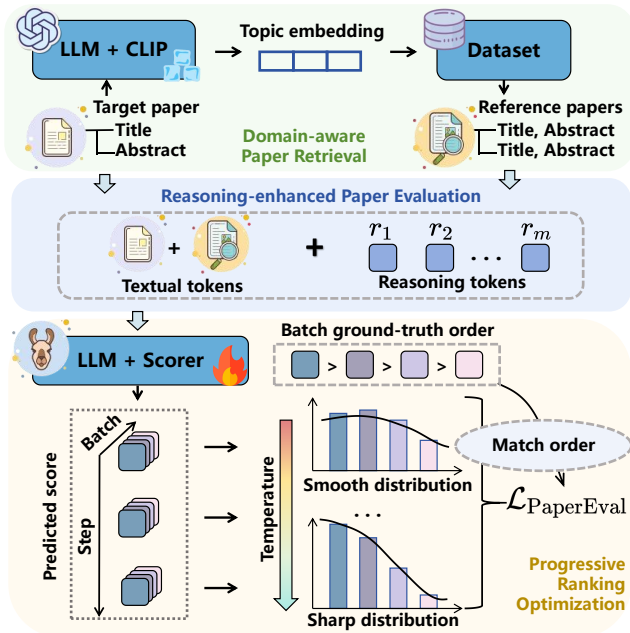 LLM + CLIP
Topic embedding
Dataset
Target paper
Title
Abstract
Domain-aware
Paper Retrieval
Reference papers
Title, Abstract
Title, Abstract
Reasoning-enhanced Paper Evaluation
+
Textual tokens
+
r1 r2 ... rm
Reasoning tokens
LLM + Scorer
Batch ground-truth order
> > >
Match order
Predicted score
Batch
Step
Temperature
Smooth distribution
...
Sharp distribution
ℒPaperEval
Progressive
Ranking
Optimization